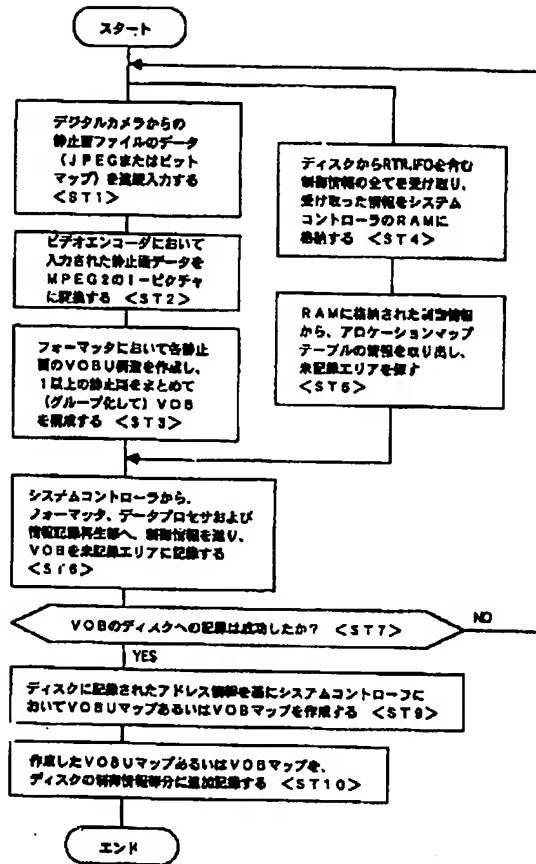 スタート
デジタルカメラからの
静止画ファイルのデータ
(JPEGまたはビット
マップ)を連続入力する
<ST1>
ビデオエンコーダにおいて
入力された静止画データを
MPEG2のI−ピクチャ
に変換する <ST2>
フォーマッタにおいて各静止
画のVOBU構造を作成し、
1以上の静止画をまとめて
(グループ化して)VOB
を構成する <ST3>
ディスクからRTR.IFOを含む
制御情報の全てを受け取り、
受け取った情報をシステム
コントローラのRAMに
格納する <ST4>
RAMに格納された制御情報
から、アロケーションマップ
テーブルの情報を取り出し、
未記録エリアを探す
<ST5>
システムコントローラから、
フォーマッタ、データプロセサおよび
情報記録再生部へ、制御情報を送り、
VOBを未記録エリアに記録する
<ST6>
VOBのディスクへの記録は成功したか? <ST7>
NO
YES
ディスクに記録されたアドレス情報を基にシステムコントローラに
おいてVOBUマップあるいはVOBマップを作成する <ST9>
作成したVOBUマップあるいはVOBマップを、
ディスクの制御情報部分に追加記録する <ST10>
エンド